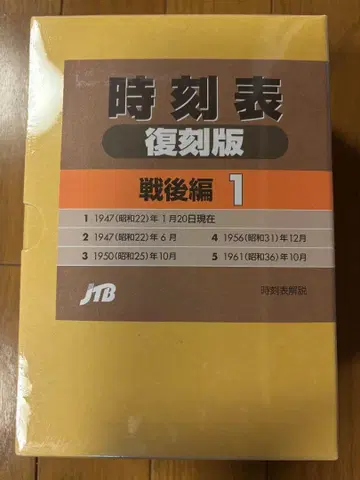 時刻表
復刻版
戦後編 1
1 1947(昭和22)年 1月20日現在
2 1947(昭和22)年 6月 4 1956(昭和31)年12月
3 1950(昭和25)年10月 5 1961(昭和36)年10月
時刻表解説
JTB